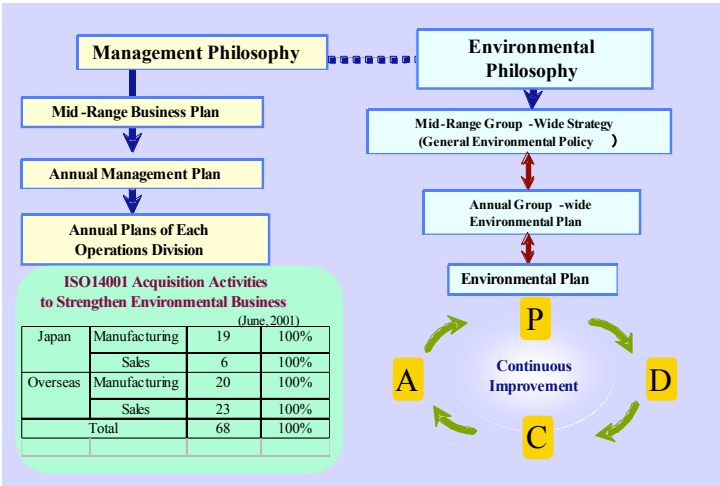 Management Philosophy
Mid-Range Business Plan
Annual Management Plan
Annual Plans of Each
Operations Division
ISO14001 Acquisition Activities
to Strengthen Environmental Business
(June, 2001)
Japan Manufacturing 19 100%
Sales 6 100%
Overseas Manufacturing 20 100%
Sales 23 100%
Total 68 100%
Environmental
Philosophy
Mid-Range Group -Wide Strategy
(General Environmental Policy )
Annual Group -wide
Environmental Plan
Environmental Plan
P
A
Continuous
Improvement
D
C